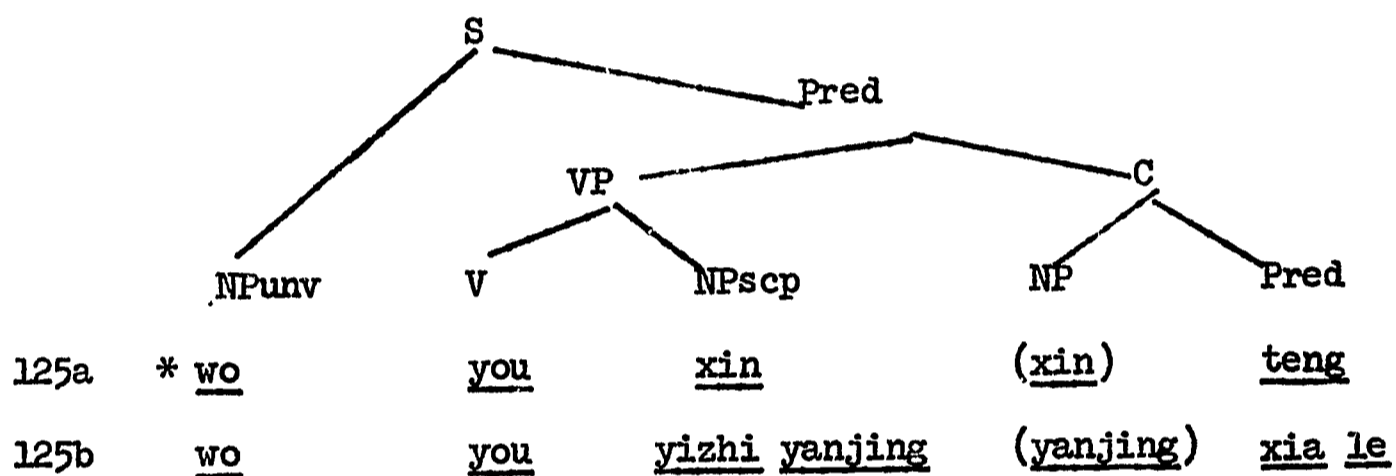 S
Pred
VP C
NPunv V NPscp NP Pred
125a * wo you xin (xin) teng
125b wo you yizhi yanjing (yanjing) xia le